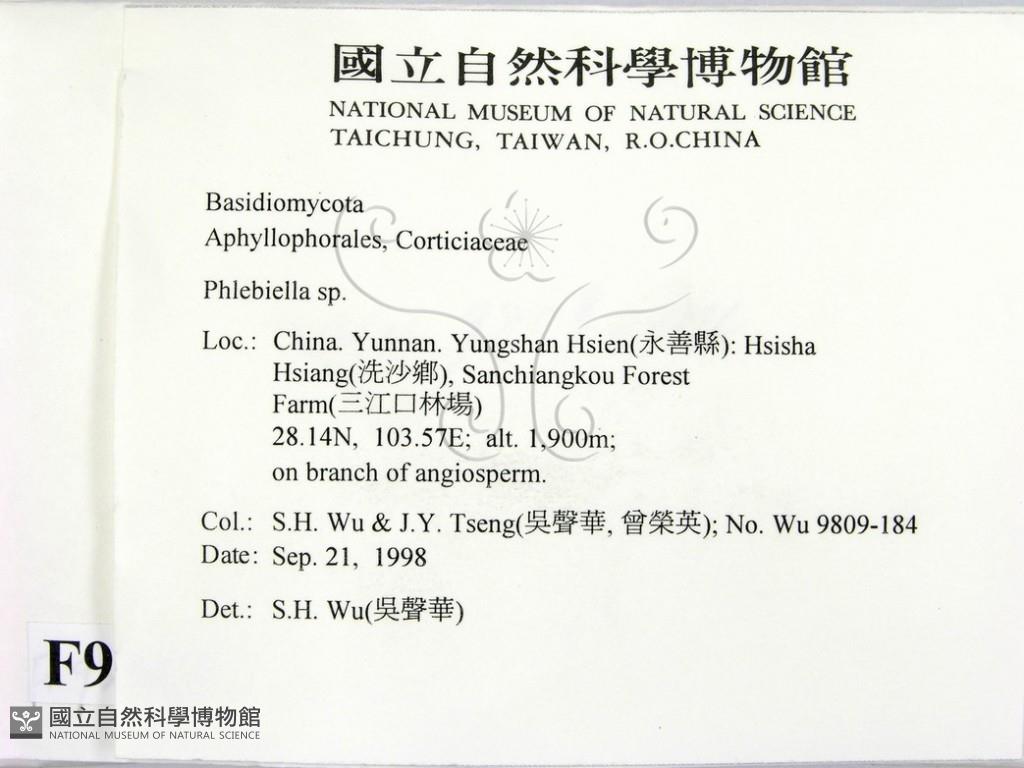 國立自然科學博物館
NATIONAL MUSEUM OF NATURAL SCIENCE
TAICHUNG, TAIWAN, R.O.CHINA
Basidiomycota
Aphyllophorales, Corticiaceae
Phlebiella sp.
Loc.: China. Yunnan. Yungshan Hsien(永善縣): Hsisha
Hsiang(洗沙鄉), Sanchiangkou Forest
Farm(三江口林場)
28.14N, 103.57E; alt. 1,900m;
on branch of angiosperm.
Col.: S.H. Wu & J.Y. Tseng(吳聲華, 曾榮英); No. Wu 9809-184
Date: Sep. 21, 1998
Det.: S.H. Wu(吳聲華)
F9
國立自然科學博物館
NATIONAL MUSEUM OF NATURAL SCIENCE